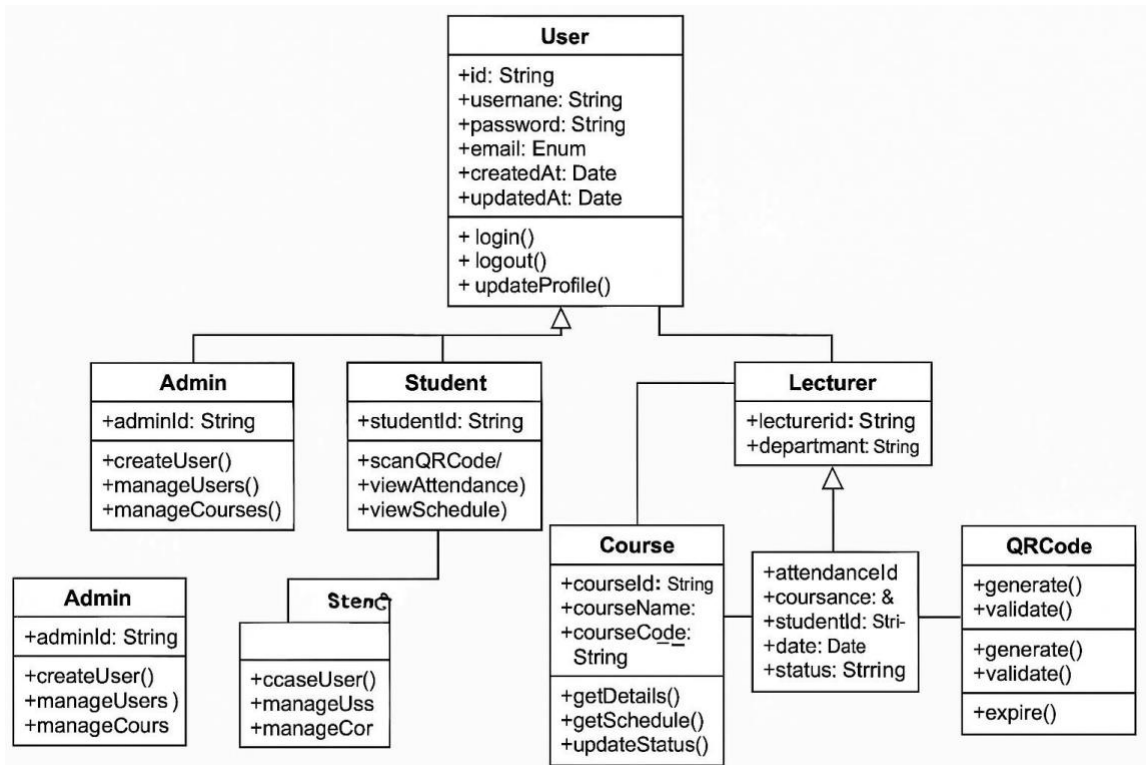 User
+id: String
+usernane: String
+password: String
+email: Enum
+createdAt: Date
+updatedAt: Date
+ login()
+ logout()
+ updateProfile()
Admin
+adminId: String
+createUser()
+manageUsers()
+manageCourses()
Student
+studentId: String
+scanQRCode/
+viewAttendance)
+viewSchedule)
Lecturer
+lecturerid: String
+departmant: String
Admin
+adminId: String
+createUser()
+manageUsers )
+manageCours
+ccaseUser()
+manageUss
+manageCor
Course
+courseId: String
+courseName:
+courseCode:
String
+getDetails()
+getSchedule()
+updateStatus()
+attendanceId
+coursance: &
+studentId: Stri-
+date: Date
+status: Strring
QRCode
+generate()
+validate()
+generate()
+validate()
+expire()